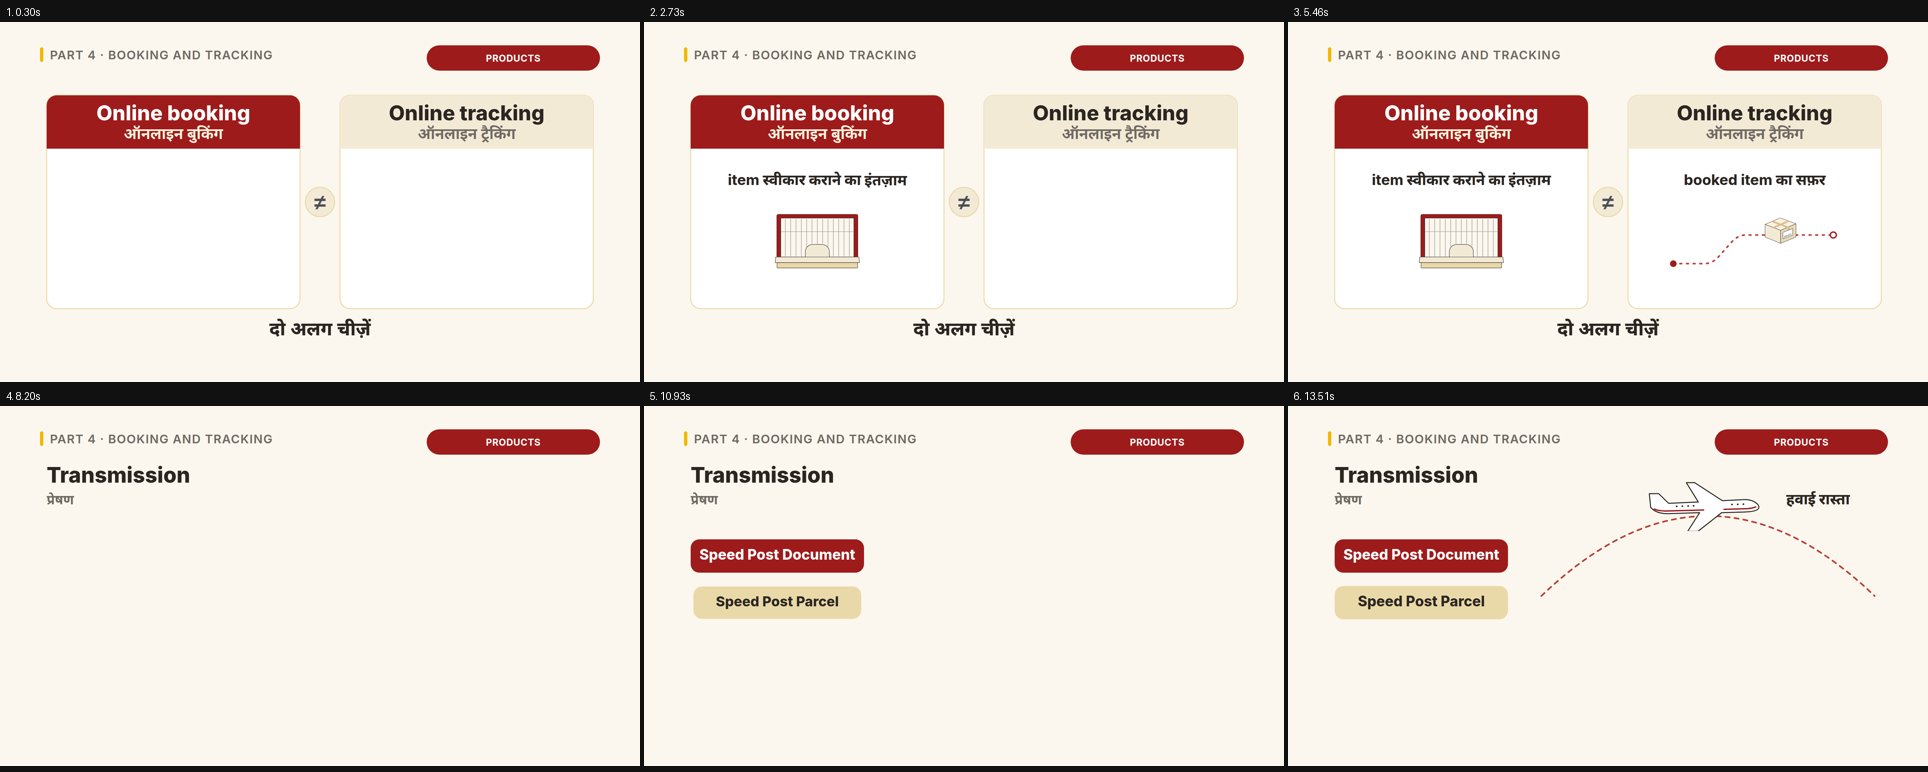 1. 0.30s
PART 4 · BOOKING AND TRACKING
PRODUCTS
Online booking
ऑनलाइन बुकिंग
Online tracking
ऑनलाइन ट्रैकिंग
≠
दो अलग चीज़ें
2. 2.73s
PART 4 · BOOKING AND TRACKING
PRODUCTS
Online booking
ऑनलाइन बुकिंग
item स्वीकार कराने का इंतज़ाम
Online tracking
ऑनलाइन ट्रैकिंग
≠
दो अलग चीज़ें
3. 5.46s
PART 4 · BOOKING AND TRACKING
PRODUCTS
Online booking
ऑनलाइन बुकिंग
item स्वीकार कराने का इंतज़ाम
Online tracking
ऑनलाइन ट्रैकिंग
booked item का सफ़र
≠
दो अलग चीज़ें
4. 8.20s
PART 4 · BOOKING AND TRACKING
PRODUCTS
Transmission
प्रेषण
5. 10.93s
PART 4 · BOOKING AND TRACKING
PRODUCTS
Transmission
प्रेषण
Speed Post Document
Speed Post Parcel
6. 13.51s
PART 4 · BOOKING AND TRACKING
PRODUCTS
Transmission
प्रेषण
हवाई रास्ता
Speed Post Document
Speed Post Parcel